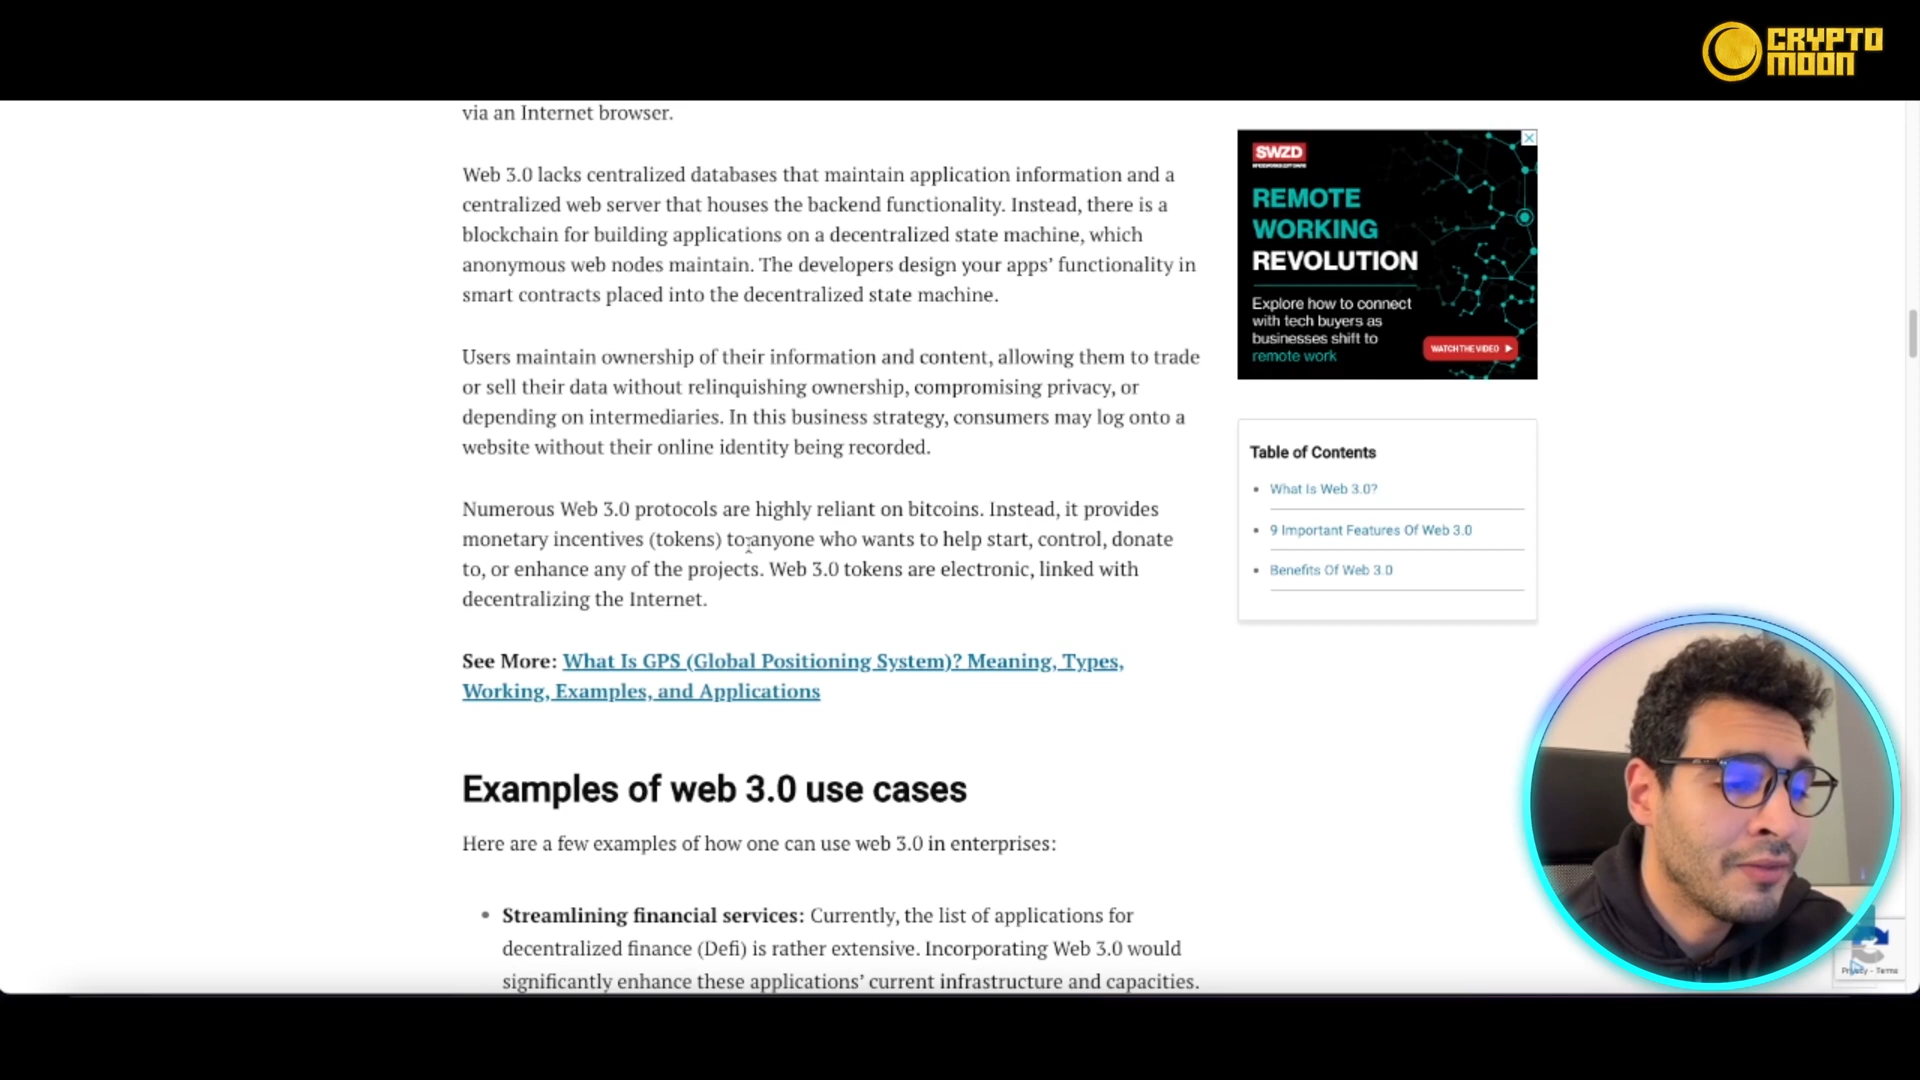 CRYPTO
MOON
via an Internet browser.
Web 3.0 lacks centralized databases that maintain application information and a
centralized web server that houses the backend functionality. Instead, there is a
blockchain for building applications on a decentralized state machine, which
anonymous web nodes maintain. The developers design your apps’ functionality in
smart contracts placed into the decentralized state machine.
Users maintain ownership of their information and content, allowing them to trade
or sell their data without relinquishing ownership, compromising privacy, or
depending on intermediaries. In this business strategy, consumers may log onto a
website without their online identity being recorded.
Numerous Web 3.0 protocols are highly reliant on bitcoins. Instead, it provides
monetary incentives (tokens) to anyone who wants to help start, control, donate
to, or enhance any of the projects. Web 3.0 tokens are electronic, linked with
decentralizing the Internet.
See More: What Is GPS (Global Positioning System)? Meaning, Types,
Working, Examples, and Applications
Examples of web 3.0 use cases
Here are a few examples of how one can use web 3.0 in enterprises:
• Streamlining financial services: Currently, the list of applications for
decentralized finance (Defi) is rather extensive. Incorporating Web 3.0 would
significantly enhance these applications’ current infrastructure and capacities.
SWZD
REMOTE
WORKING
REVOLUTION
Explore how to connect
with tech buyers as
businesses shift to
remote work
WATCH THE VIDEO
Table of Contents
• What Is Web 3.0?
• 9 Important Features Of Web 3.0
• Benefits Of Web 3.0
Privacy - Terms